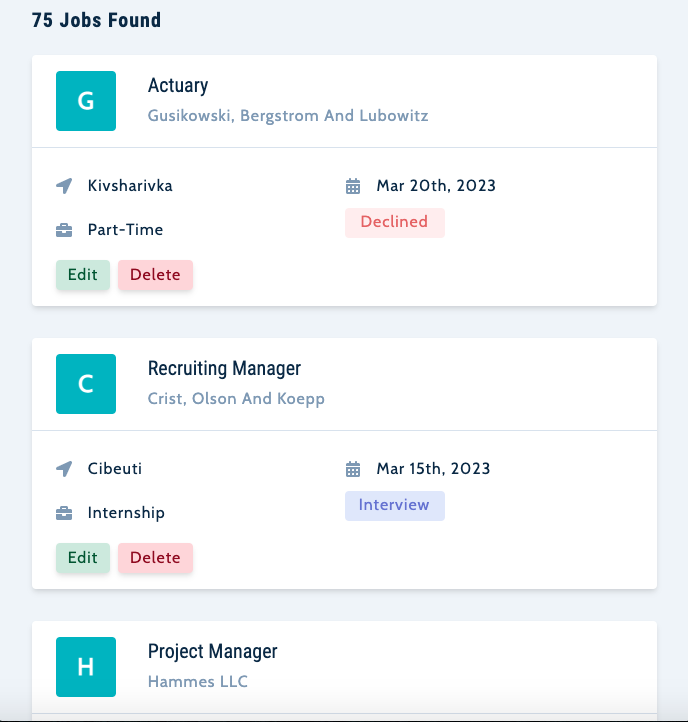 75 Jobs Found
G
Actuary
Gusikowski, Bergstrom And Lubowitz
Kivsharivka
Mar 20th, 2023
Part-Time
Declined
Edit
Delete
C
Recruiting Manager
Crist, Olson And Koepp
Cibeuti
Mar 15th, 2023
Internship
Interview
Edit
Delete
H
Project Manager
Hammes LLC